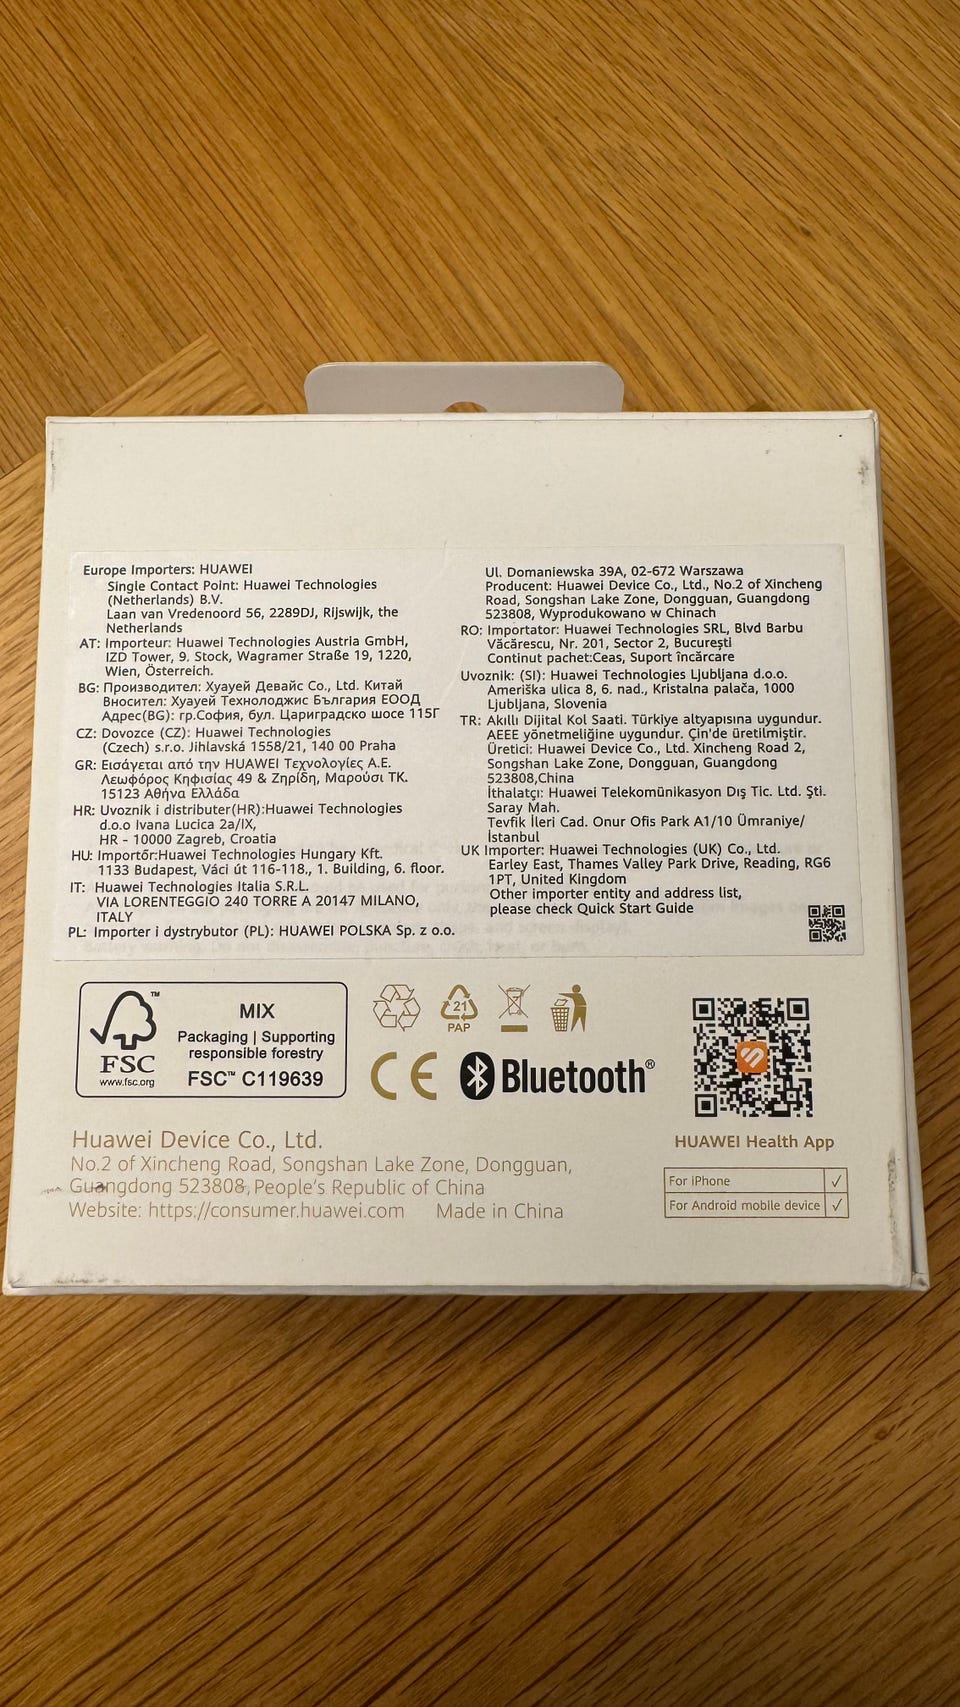 Europe Importers: HUAWEI
Single Contact Point: Huawei Technologies
(Netherlands) B.V.
Laan van Vredenoord 56, 2289DJ, Rijswijk, the
Netherlands
AT: Importeur: Huawei Technologies Austria GmbH,
IZD Tower, 9. Stock, Wagramer Straße 19, 1220,
Wien, Österreich.
BG: Производител: Хуауей Девайс Co., Ltd. Китай
Вносител: Хуауей Технолоджис България ЕООД
Адрес(BG): гр.София, бул. Цариградско шосе 115Г
CZ: Dovozce (CZ): Huawei Technologies
(Czech) s.r.o. Jihlavská 1558/21, 140 00 Praha
GR: Εισάγεται από την HUAWEI Τεχνολογίες Α.Ε.
Λεωφόρος Κηφισίας 49 & Ζηρίδη, Μαρούσι ΤΚ.
15123 Αθήνα Ελλάδα
HR: Uvoznik i distributer(HR):Huawei Technologies
d.o.o Ivana Lucica 2a/IX,
HR - 10000 Zagreb, Croatia
HU: Importőr:Huawei Technologies Hungary Kft.
1133 Budapest, Váci út 116-118., 1. Building, 6. floor.
IT: Huawei Technologies Italia S.R.L.
VIA LORENTEGGIO 240 TORRE A 20147 MILANO,
ITALY
PL: Importer i dystrybutor (PL): HUAWEI POLSKA Sp. z o.o.
Ul. Domaniewska 39A, 02-672 Warszawa
Producent: Huawei Device Co., Ltd., No.2 of Xincheng
Road, Songshan Lake Zone, Dongguan, Guangdong
523808, Wyprodukowano w Chinach
RO: Importator: Huawei Technologies SRL, Blvd Barbu
Văcărescu, Nr. 201, Sector 2, Bucureşti
Continut pachet:Ceas, Suport încărcare
Uvoznik: (SI): Huawei Technologies Ljubljana d.o.o.
Ameriška ulica 8, 6. nad., Kristalna palača, 1000
Ljubljana, Slovenia
TR: Akıllı Dijital Kol Saati. Türkiye altyapısına uygundur.
AEEE yönetmeliğine uygundur. Çin'de üretilmiştir.
Üretici: Huawei Device Co., Ltd. Xincheng Road 2,
Songshan Lake Zone, Dongguan, Guangdong
523808,China
İthalatçı: Huawei Telekomünikasyon Dış Tic. Ltd. Şti.
Saray Mah.
Tevfik İleri Cad. Onur Ofis Park A1/10 Ümraniye/
İstanbul
UK Importer: Huawei Technologies (UK) Co., Ltd.
Earley East, Thames Valley Park Drive, Reading, RG6
1PT, United Kingdom
Other importer entity and address list,
please check Quick Start Guide
FSC™
www.fsc.org
MIX
Packaging | Supporting
responsible forestry
FSC™ C119639
21
PAP
CE
Bluetooth®
HUAWEI Health App
For iPhone ✓
For Android mobile device ✓
Huawei Device Co., Ltd.
No.2 of Xincheng Road, Songshan Lake Zone, Dongguan,
Guangdong 523808, People's Republic of China
Website: https://consumer.huawei.com Made in China